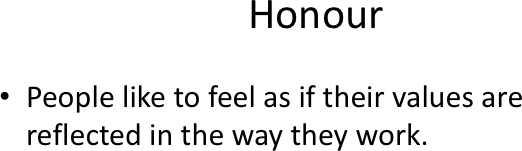 Honour
• People like to feel as if their values are
reflected in the way they work.